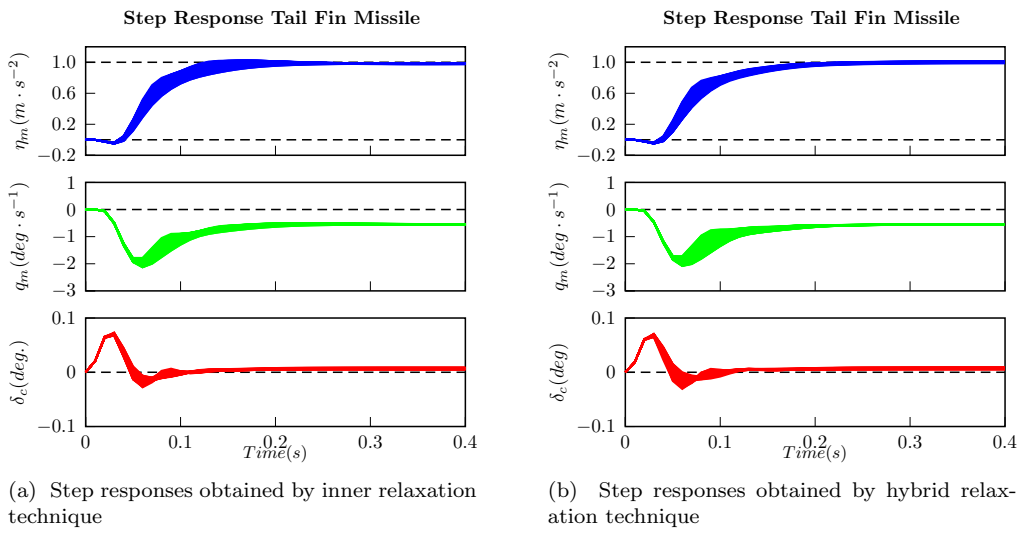 Step Response Tail Fin Missile
η_m(m · s⁻²)
1.0
0.6
0.2
−0.2
q_m(deg · s⁻¹)
1
0
−1
−2
−3
δ_c(deg.)
0.1
0
−0.1
0 0.1 0.2 0.3 0.4
Time(s)
(a) Step responses obtained by inner relaxation
technique
Step Response Tail Fin Missile
η_m(m · s⁻²)
1.0
0.6
0.2
−0.2
q_m(deg · s⁻¹)
1
0
−1
−2
−3
δ_c(deg)
0.1
0
−0.1
0 0.1 0.2 0.3 0.4
Time(s)
(b) Step responses obtained by hybrid relax-
ation technique